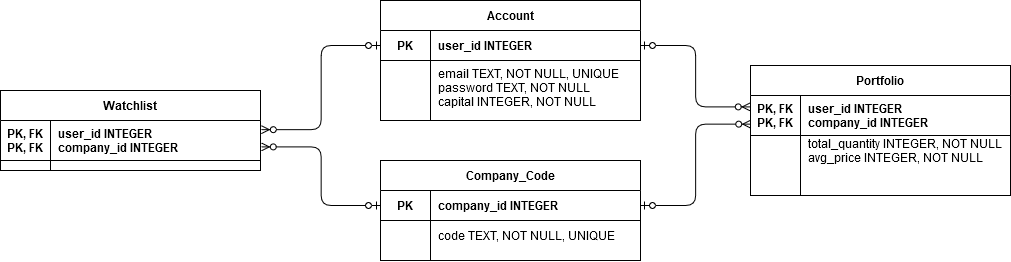 Account
PK user_id INTEGER
email TEXT, NOT NULL, UNIQUE
password TEXT, NOT NULL
capital INTEGER, NOT NULL
Watchlist
PK, FK user_id INTEGER
PK, FK company_id INTEGER
Company_Code
PK company_id INTEGER
code TEXT, NOT NULL, UNIQUE
Portfolio
PK, FK user_id INTEGER
PK, FK company_id INTEGER
total_quantity INTEGER, NOT NULL
avg_price INTEGER, NOT NULL